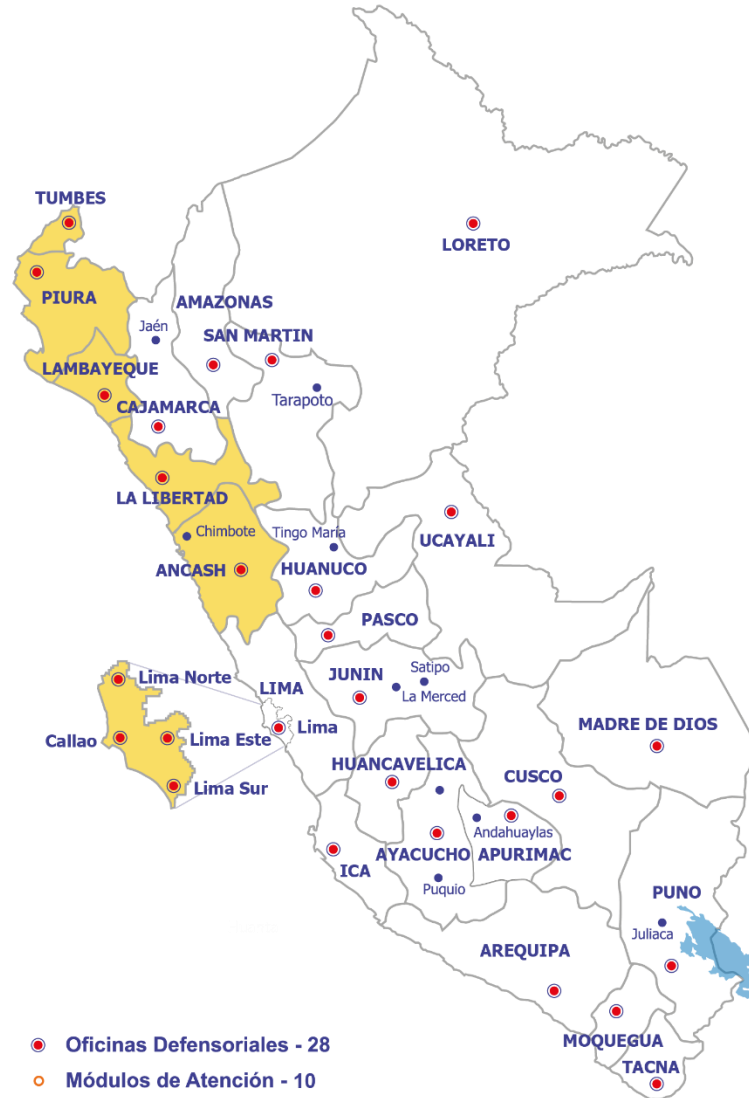 TUMBES
LORETO
PIURA
AMAZONAS
Jaén
SAN MARTIN
LAMBAYEQUE
Tarapoto
CAJAMARCA
LA LIBERTAD
Chimbote
Tingo María
UCAYALI
ANCASH
HUANUCO
PASCO
Satipo
JUNIN
La Merced
Lima Norte
LIMA
MADRE DE DIOS
Lima
Callao
Lima Este
HUANCAVELICA
CUSCO
Lima Sur
Andahuaylas
AYACUCHO
APURIMAC
ICA
Puquio
PUNO
Juliaca
AREQUIPA
MOQUEGUA
TACNA
Oficinas Defensoriales - 28
Módulos de Atención - 10